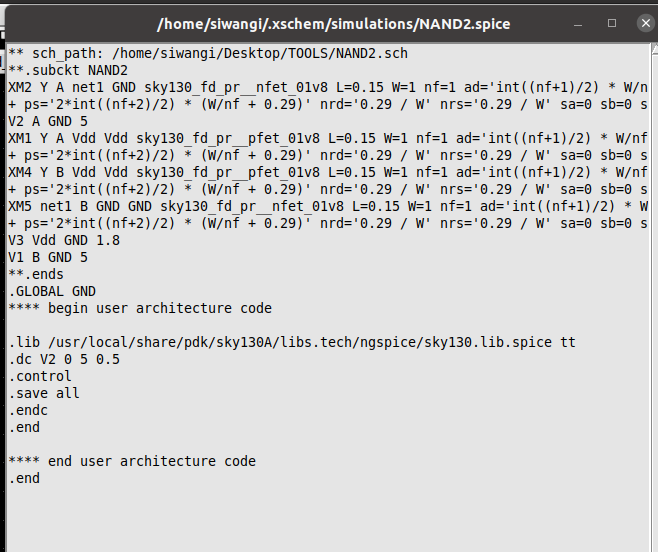 /home/siwangi/.xschem/simulations/NAND2.spice
** sch_path: /home/siwangi/Desktop/TOOLS/NAND2.sch
**.subckt NAND2
XM2 Y A net1 GND sky130_fd_pr__nfet_01v8 L=0.15 W=1 nf=1 ad='int((nf+1)/2) * W/n
+ ps='2*int((nf+2)/2) * (W/nf + 0.29)' nrd='0.29 / W' nrs='0.29 / W' sa=0 sb=0 s
V2 A GND 5
XM1 Y A Vdd Vdd sky130_fd_pr__pfet_01v8 L=0.15 W=1 nf=1 ad='int((nf+1)/2) * W/nf
+ ps='2*int((nf+2)/2) * (W/nf + 0.29)' nrd='0.29 / W' nrs='0.29 / W' sa=0 sb=0 s
XM4 Y B Vdd Vdd sky130_fd_pr__pfet_01v8 L=0.15 W=1 nf=1 ad='int((nf+1)/2) * W/nf
+ ps='2*int((nf+2)/2) * (W/nf + 0.29)' nrd='0.29 / W' nrs='0.29 / W' sa=0 sb=0 s
XM5 net1 B GND GND sky130_fd_pr__nfet_01v8 L=0.15 W=1 nf=1 ad='int((nf+1)/2) * W
+ ps='2*int((nf+2)/2) * (W/nf + 0.29)' nrd='0.29 / W' nrs='0.29 / W' sa=0 sb=0 s
V3 Vdd GND 1.8
V1 B GND 5
**.ends
.GLOBAL GND
**** begin user architecture code
.lib /usr/local/share/pdk/sky130A/libs.tech/ngspice/sky130.lib.spice tt
.dc V2 0 5 0.5
.control
.save all
.endc
.end
**** end user architecture code
.end